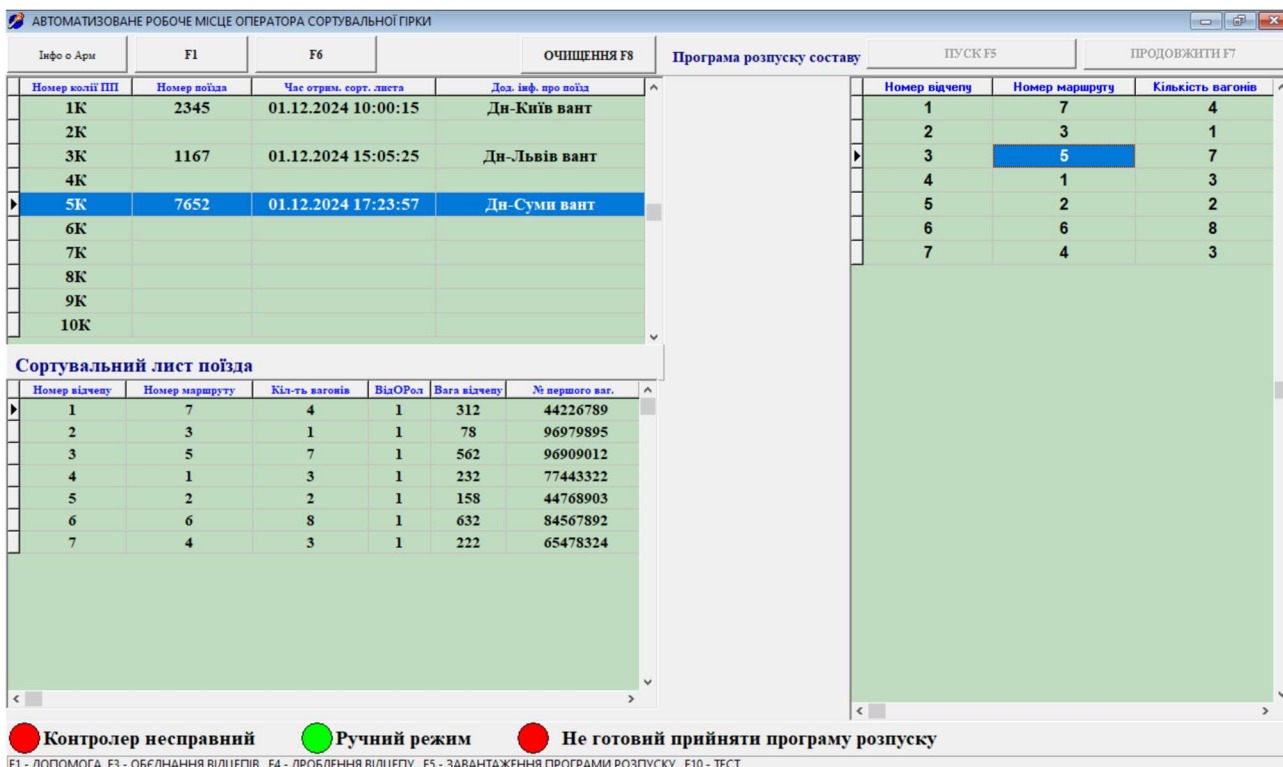 АВТОМАТИЗОВАНЕ РОБОЧЕ МІСЦЕ ОПЕРАТОРА СОРТУВАЛЬНОЇ ГІРКИ
Інфо о Арм F1 F6 ОЧИЩЕННЯ F8 Програма розпуску составу ПУСК F5 ПРОДОВЖИТИ F7
Номер колії ПП Номер поїзда Час отрим. сорт. листа Дод. інф. про поїзд
1К 2345 01.12.2024 10:00:15 Дн-Київ вант
2К
3К 1167 01.12.2024 15:05:25 Дн-Львів вант
4К
5К 7652 01.12.2024 17:23:57 Дн-Суми вант
6К
7К
8К
9К
10К
Номер відчепу Номер маршруту Кількість вагонів
1 7 4
2 3 1
3 5 7
4 1 3
5 2 2
6 6 8
7 4 3
Сортувальний лист поїзда
Номер відчепу Номер маршруту Кіл-ть вагонів ВідОРол Вага відчепу № першого ваг.
1 7 4 1 312 44226789
2 3 1 1 78 96979895
3 5 7 1 562 96909012
4 1 3 1 232 77443322
5 2 2 1 158 44768903
6 6 8 1 632 84567892
7 4 3 1 222 65478324
Контролер несправний Ручний режим Не готовий прийняти програму розпуску
F1 - ДОПОМОГА F3 - ОБЄДНАННЯ ВІДЦЕПІВ F4 - ДРОБЛЕННЯ ВІДЦЕПУ F5 - ЗАВАНТАЖЕННЯ ПРОГРАМИ РОЗПУСКУ F10 - ТЕСТ